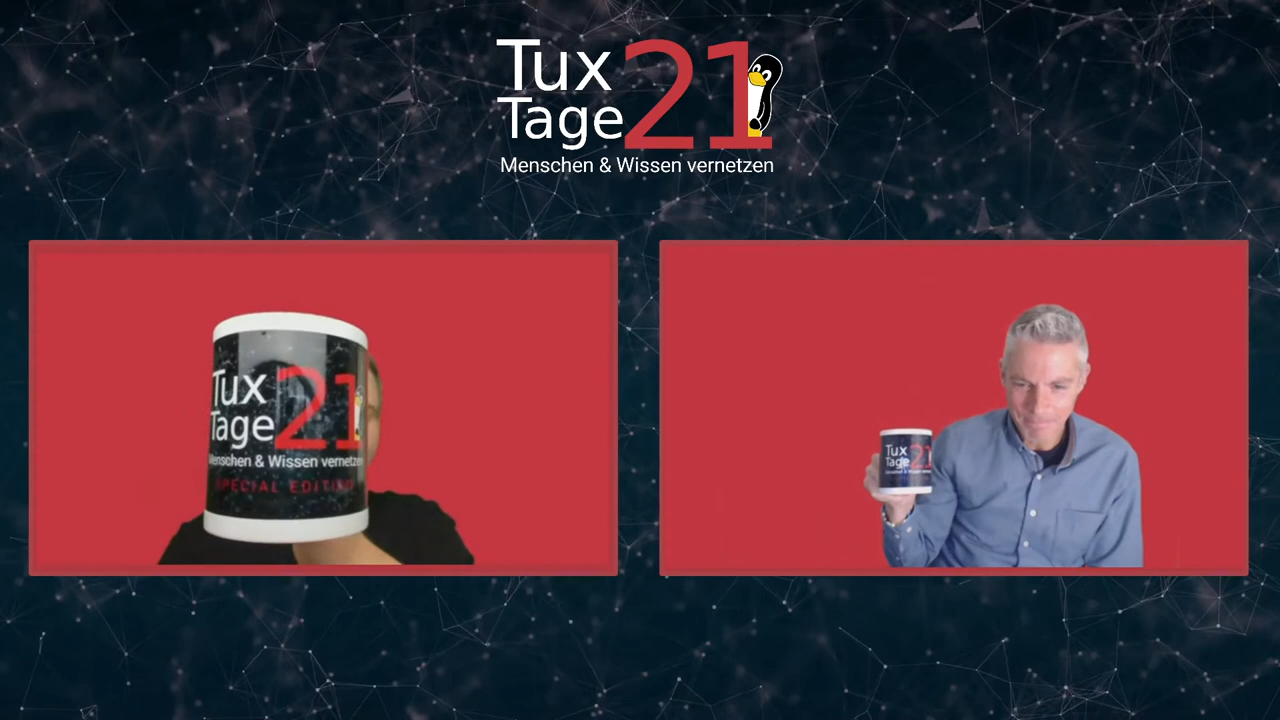 Tux
Tage 21
Menschen & Wissen vernetzen
Tux
Tage 21
Menschen & Wissen vernetzen
SPECIAL EDITION
Tux
Tage 21